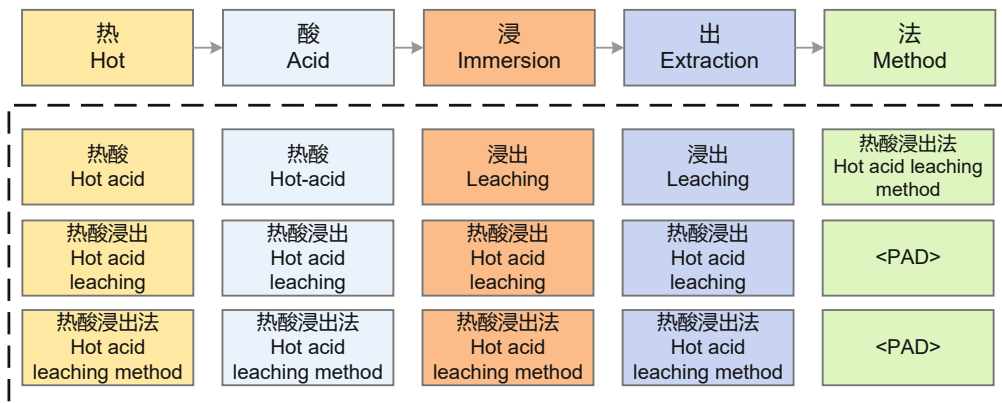 热
Hot
酸
Acid
浸
Immersion
出
Extraction
法
Method
热酸
Hot acid
热酸
Hot-acid
浸出
Leaching
浸出
Leaching
热酸浸出法
Hot acid leaching
method
热酸浸出
Hot acid
leaching
热酸浸出
Hot acid
leaching
热酸浸出
Hot acid
leaching
热酸浸出
Hot acid
leaching
<PAD>
热酸浸出法
Hot acid
leaching method
热酸浸出法
Hot acid
leaching method
热酸浸出法
Hot acid
leaching method
热酸浸出法
Hot acid
leaching method
<PAD>